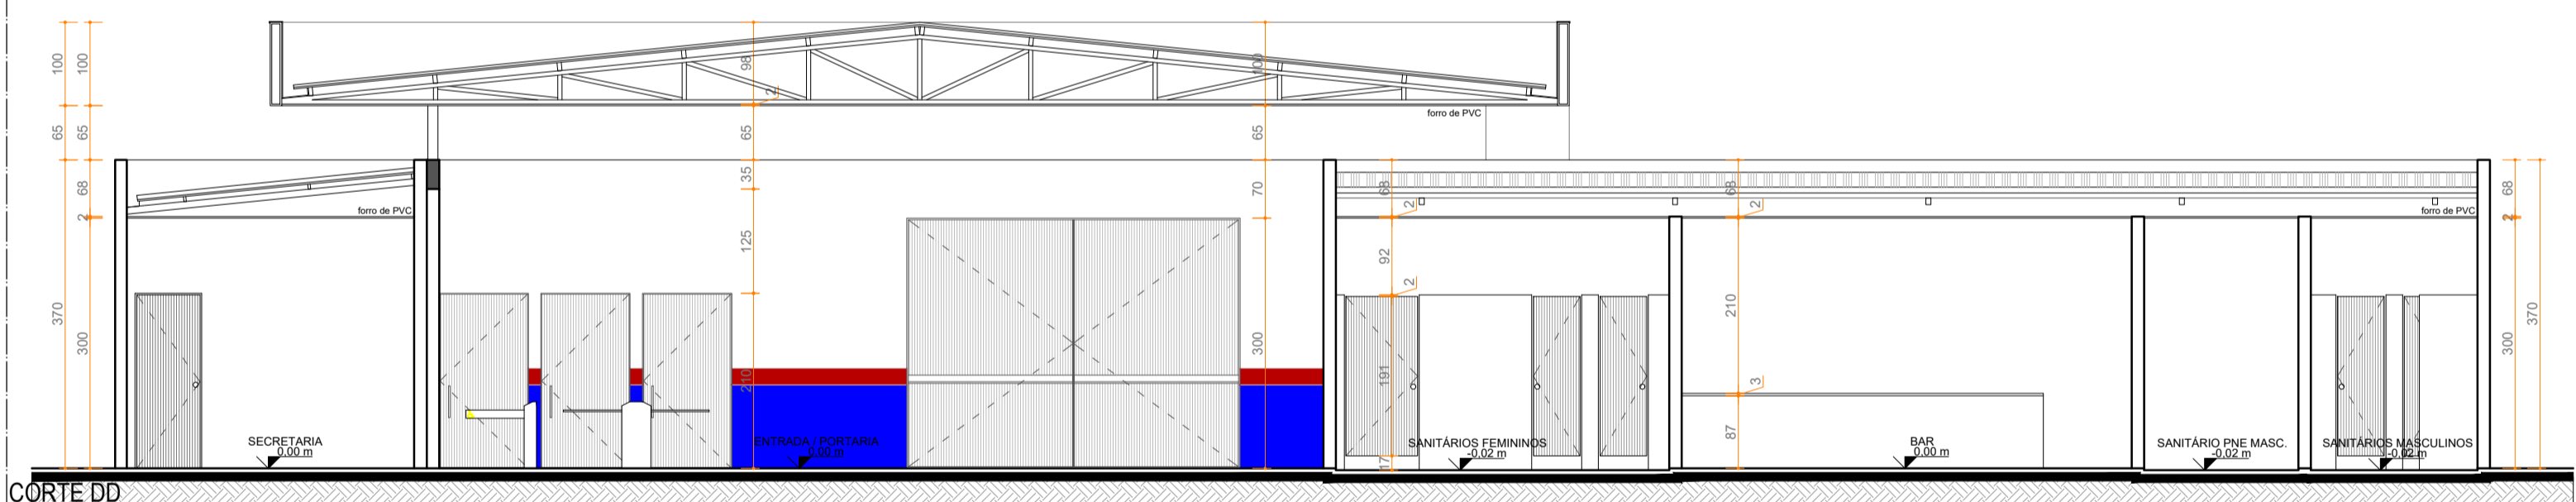 100
100
98
2
100
forro de PVC
65
65
65
65
35
70
68
2
68
2
68
2
68
2
forro de PVC
forro de PVC
125
92
2
210
370
300
210
300
191
17
3
87
300
370
SECRETARIA
0,00 m
ENTRADA / PORTARIA
0,00 m
SANITÁRIOS FEMININOS
-0,02 m
BAR
0,00 m
SANITÁRIO PNE MASC.
-0,02 m
SANITÁRIOS MASCULINOS
-0,02 m
CORTE DD